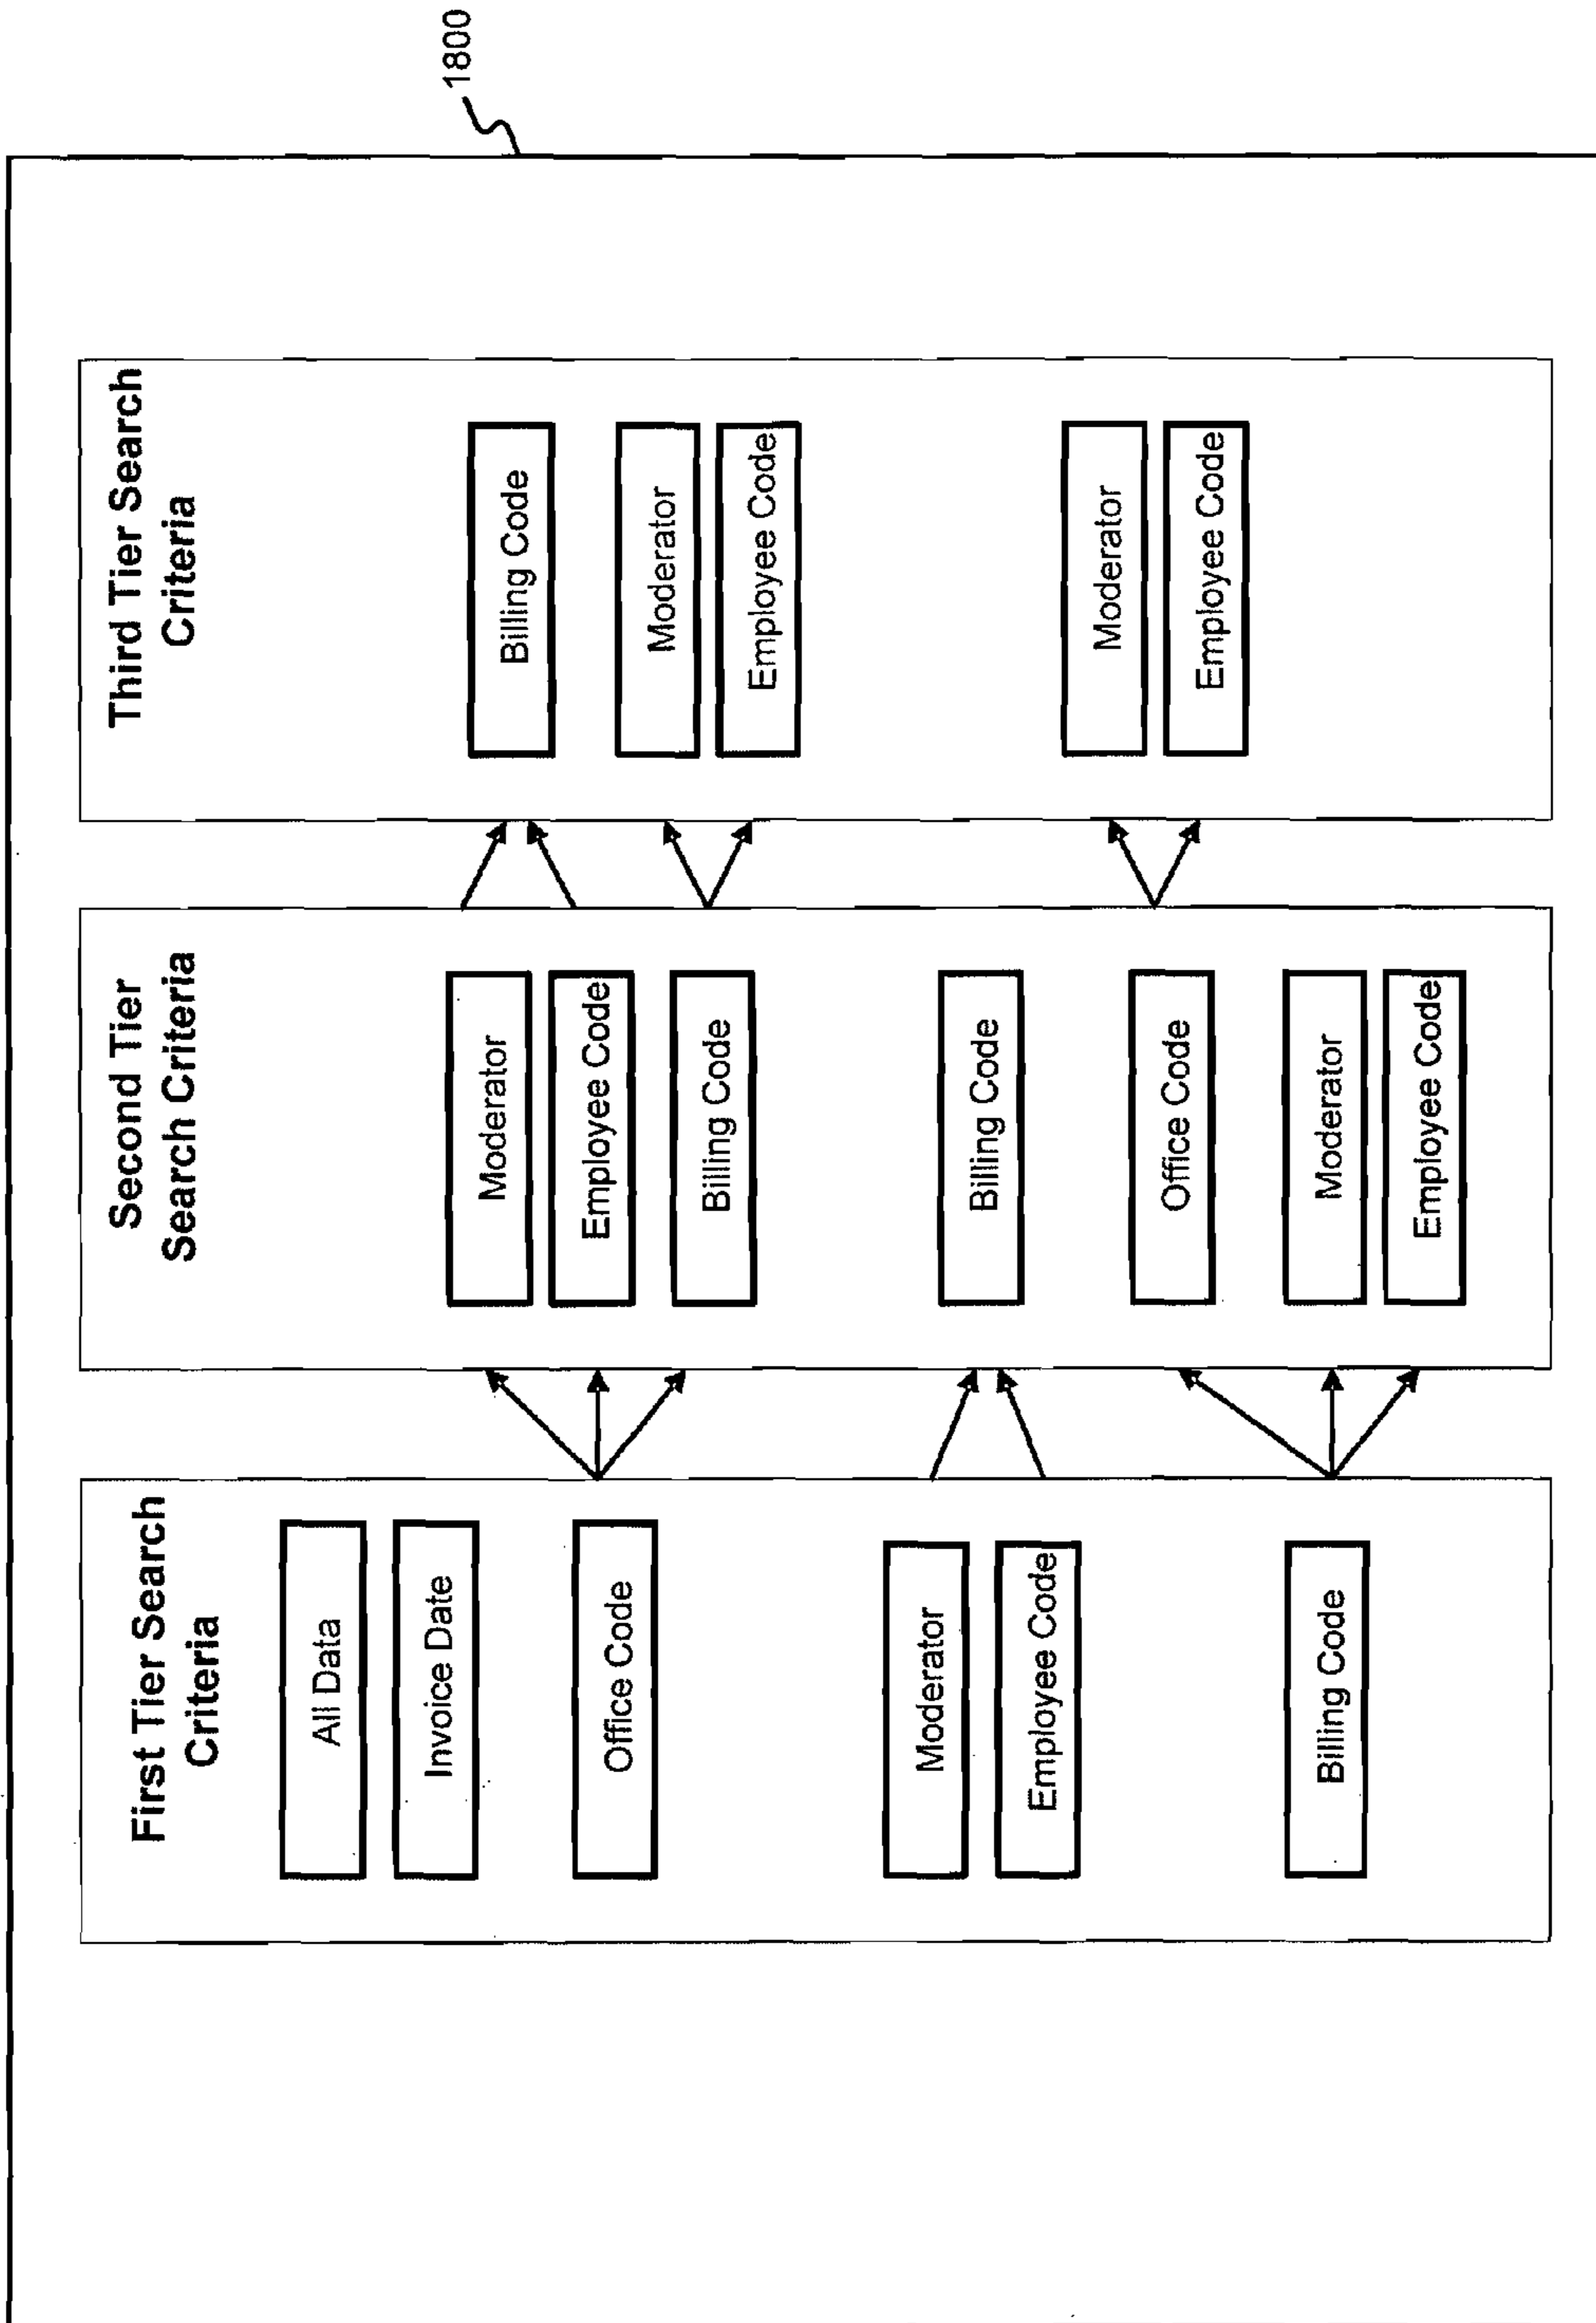 1800
First Tier Search
Criteria
All Data
Invoice Date
Office Code
Moderator
Employee Code
Billing Code
Second Tier
Search Criteria
Moderator
Employee Code
Billing Code
Billing Code
Office Code
Moderator
Employee Code
Third Tier Search
Criteria
Billing Code
Moderator
Employee Code
Moderator
Employee Code